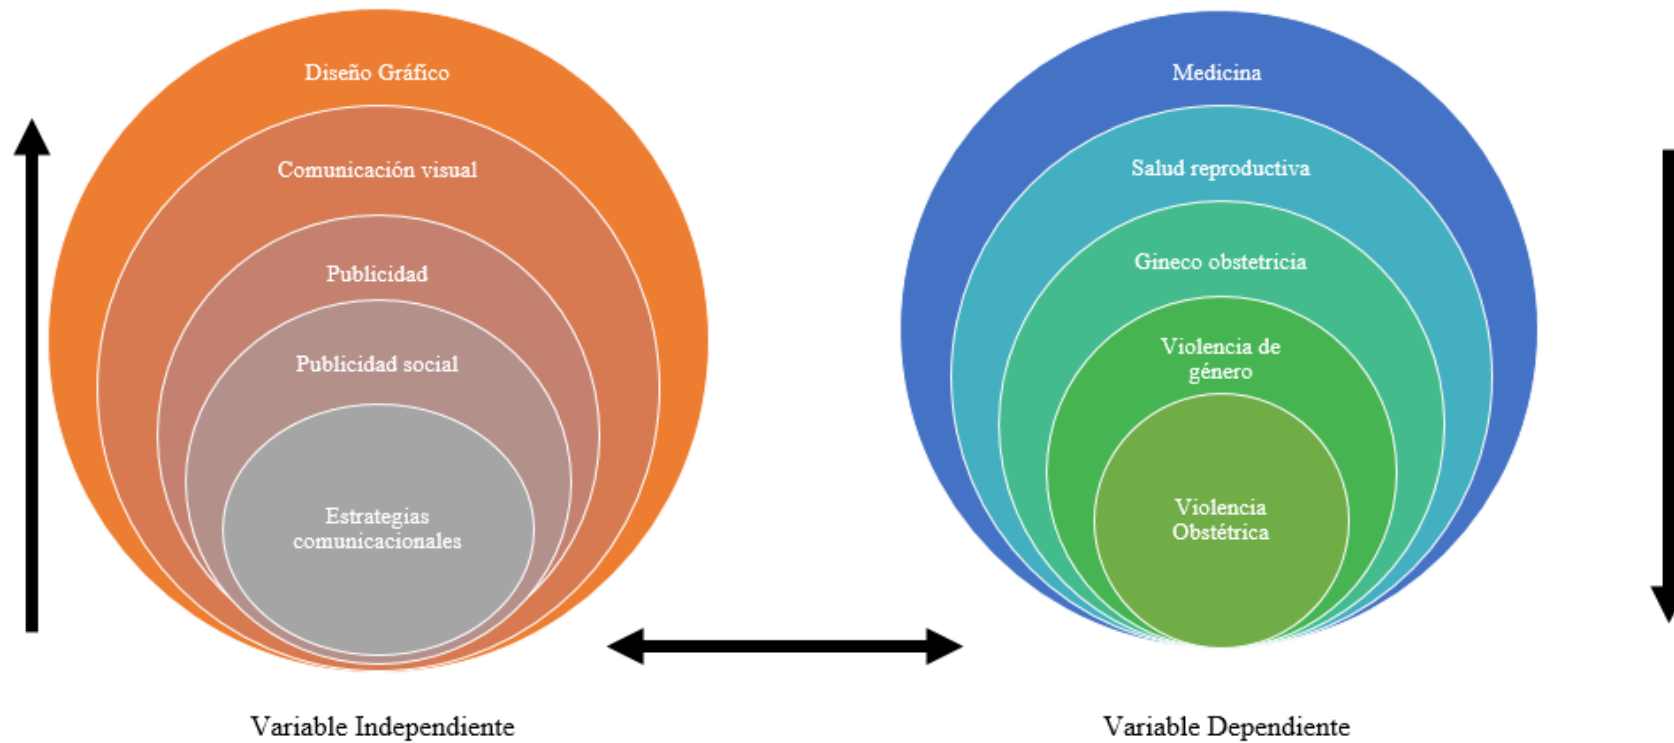 Diseño Gráfico
Comunicación visual
Publicidad
Publicidad social
Estrategias
comunicacionales
Variable Independiente
Medicina
Salud reproductiva
Gineco obstetricia
Violencia de
género
Violencia
Obstétrica
Variable Dependiente